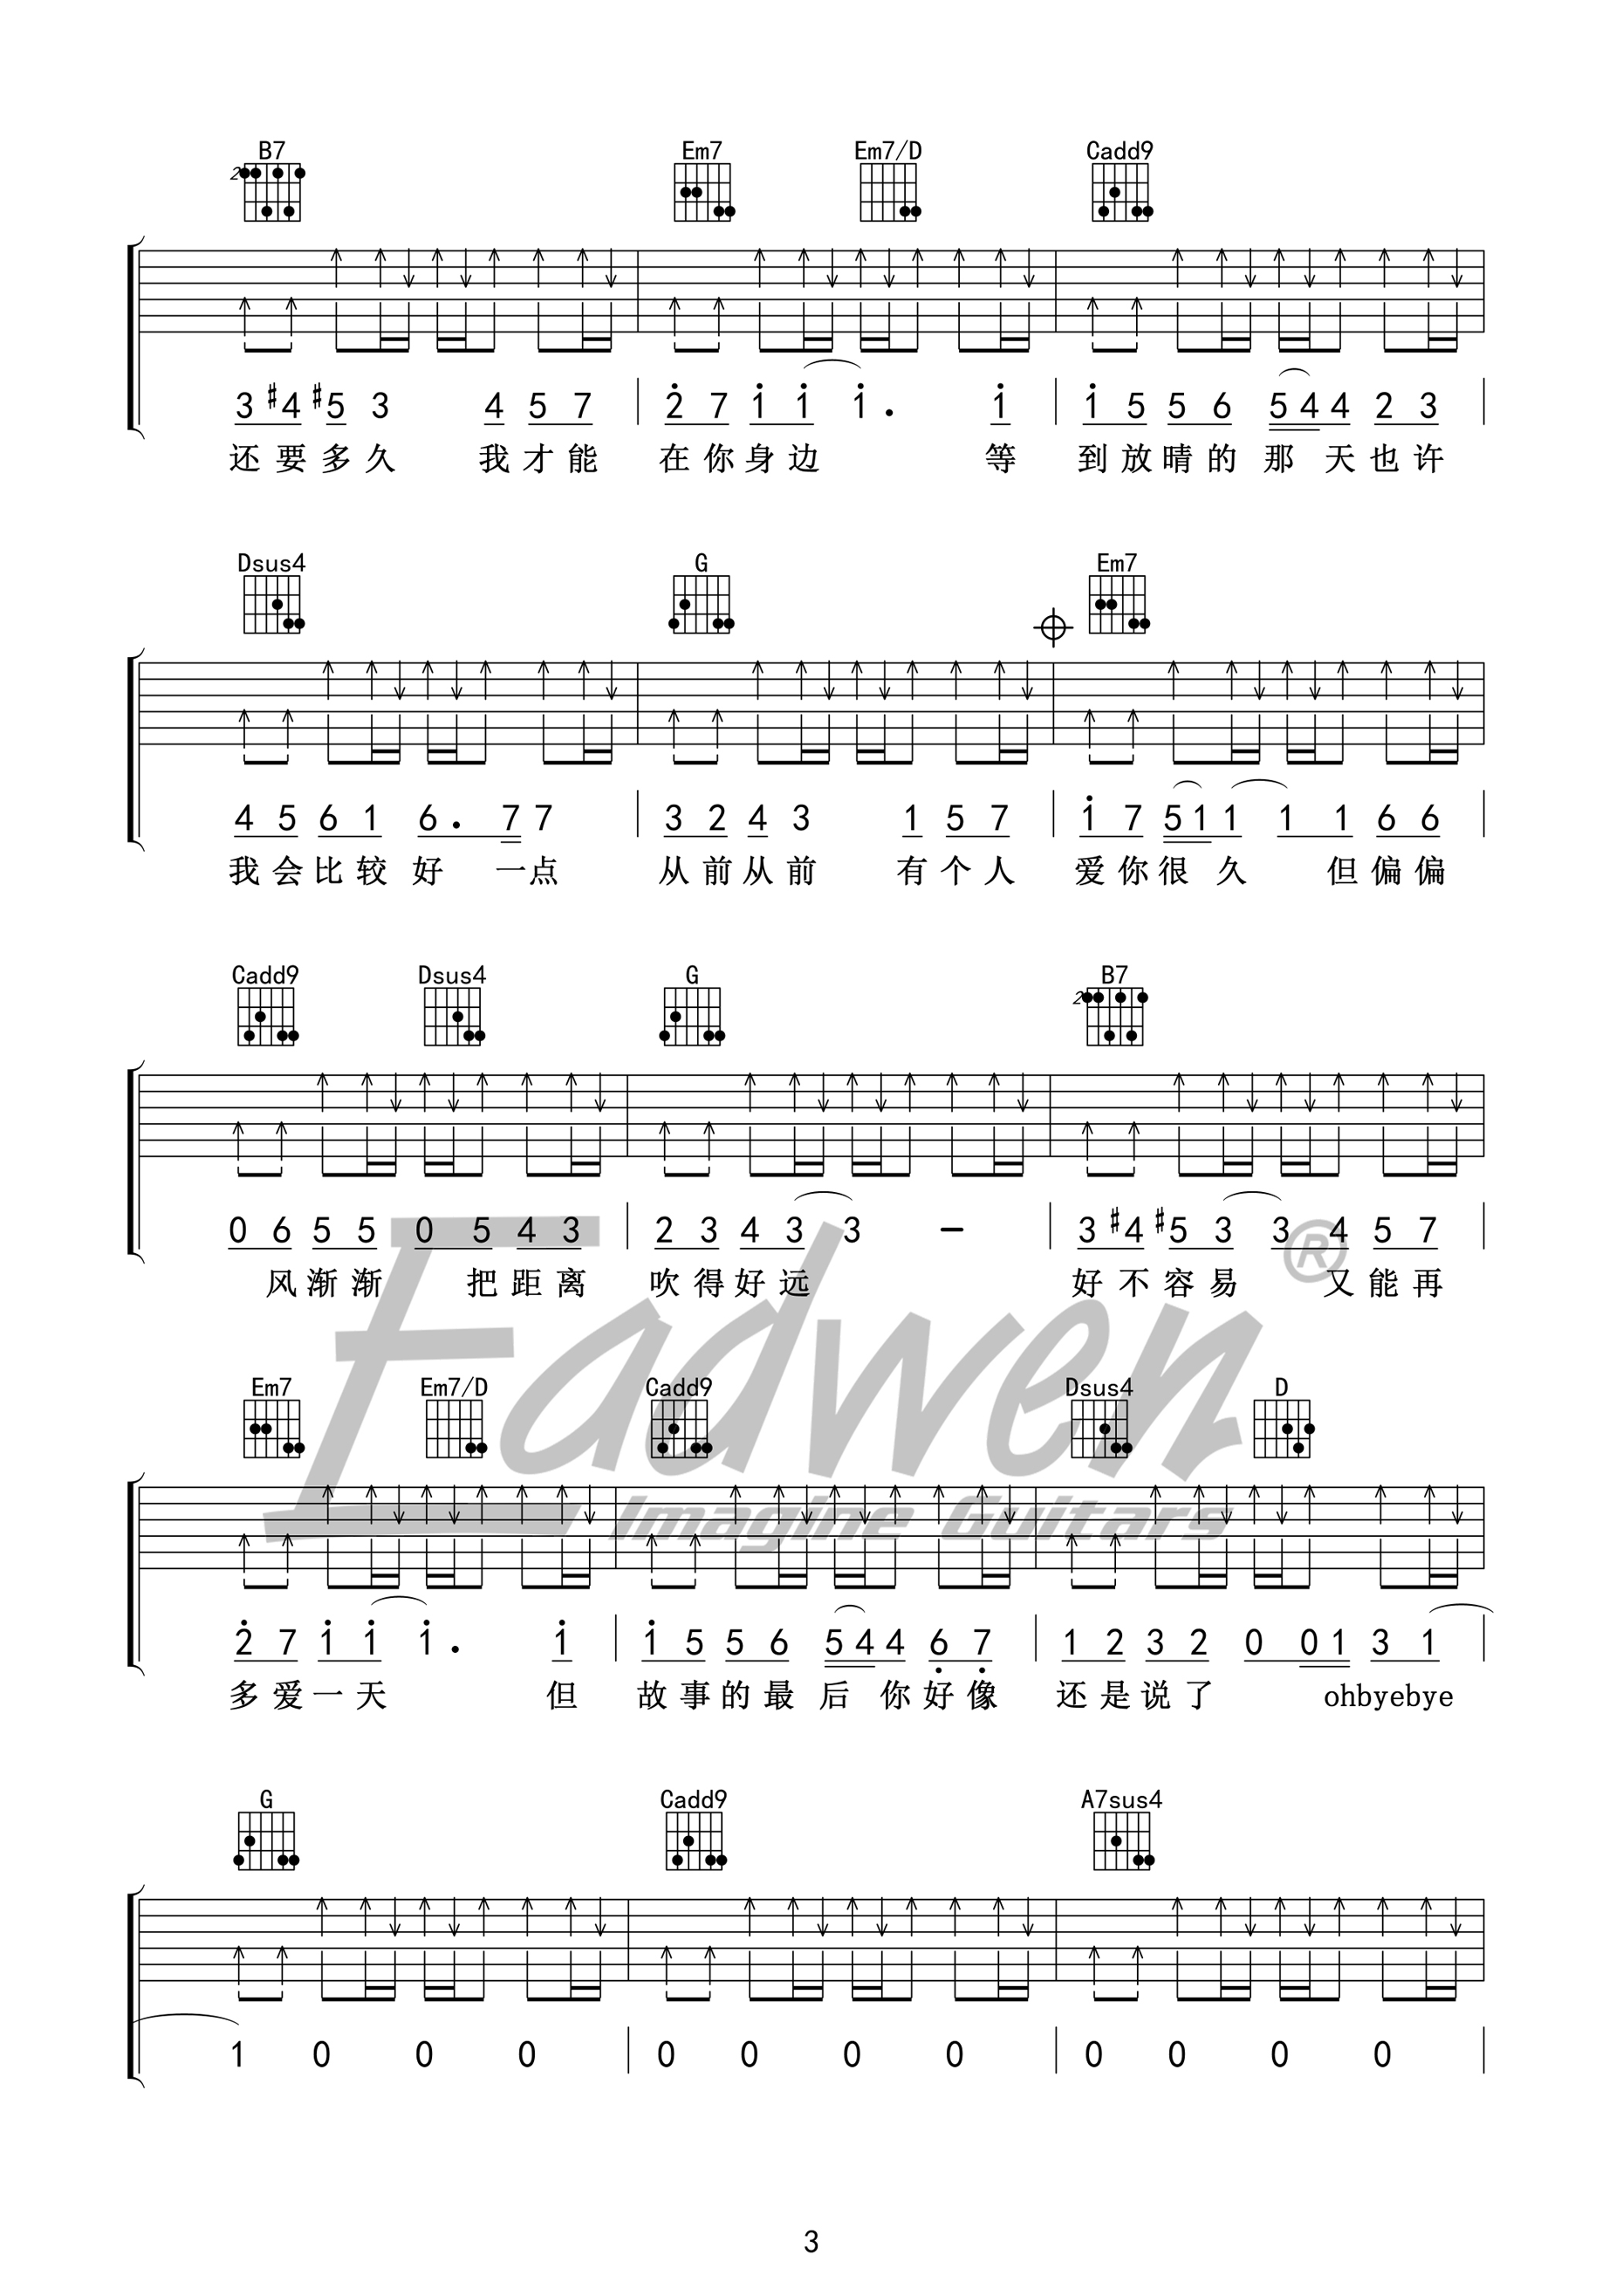 B7 Em7 Em7/D Cadd9
2
3 #4 #5 3 4 5 7 2 7 1 1 1. 1 1 5 5 6 5 4 4 2 3
还要多久 我才能 在你身边 等 到放晴的那天也许
Dsus4 G Em7
4 5 6 1 6. 7 7 3 2 4 3 1 5 7 1 7 5 1 1 1 1 6 6
我会比较好 一点 从前从前 有个人 爱你很久 但偏偏
Cadd9 Dsus4 G B7
2
0 6 5 5 0 5 4 3 2 3 4 3 3 - 3 #4 #5 3 3 4 5 7
风渐渐 把距离 吹得好远 好不容易 又能再
Fadwen®
Imagine Guitars
Em7 Em7/D Cadd9 Dsus4 D
2 7 1 1 1. 1 1 5 5 6 5 4 4 6 7 1 2 3 2 0 0 1 3 1
多爱一天 但 故事的最后你好像 还是说了 ohbyebye
G Cadd9 A7sus4
1 0 0 0 0 0 0 0 0 0 0 0
3